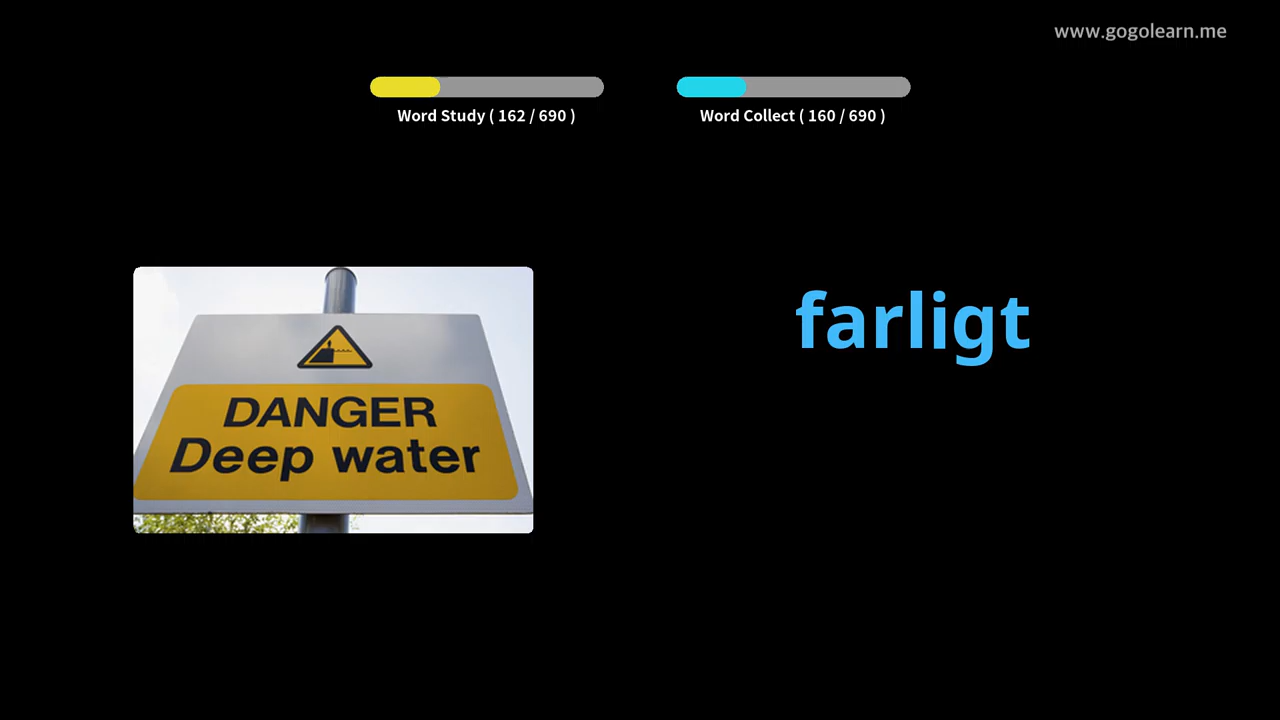 www.gogolearn.me
Word Study ( 162 / 690 )
Word Collect ( 160 / 690 )
DANGER
Deep water
farligt